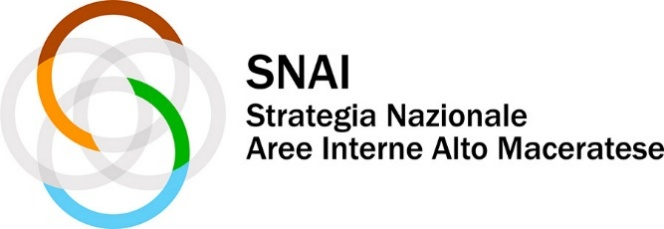 SNAI
Strategia Nazionale
Aree Interne Alto Maceratese